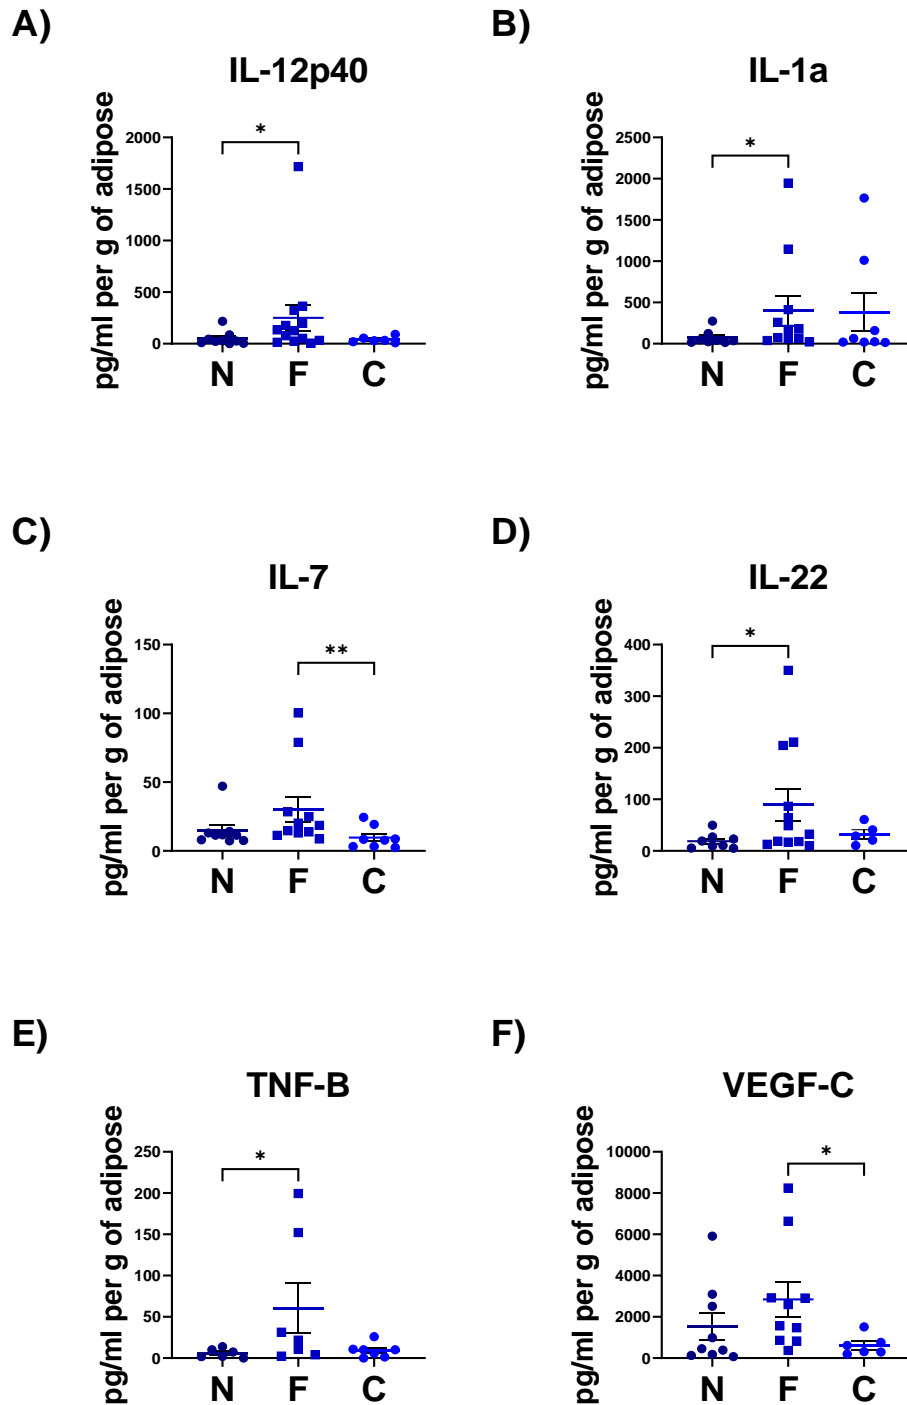 A)
IL-12p40
pg/ml per g of adipose
2000
1500
1000
500
0
*
N F C
B)
IL-1a
pg/ml per g of adipose
2500
2000
1500
1000
500
0
*
N F C
C)
IL-7
pg/ml per g of adipose
150
100
50
0
**
N F C
D)
IL-22
pg/ml per g of adipose
400
300
200
100
0
*
N F C
E)
TNF-B
pg/ml per g of adipose
250
200
150
100
50
0
*
N F C
F)
VEGF-C
pg/ml per g of adipose
10000
8000
6000
4000
2000
0
*
N F C